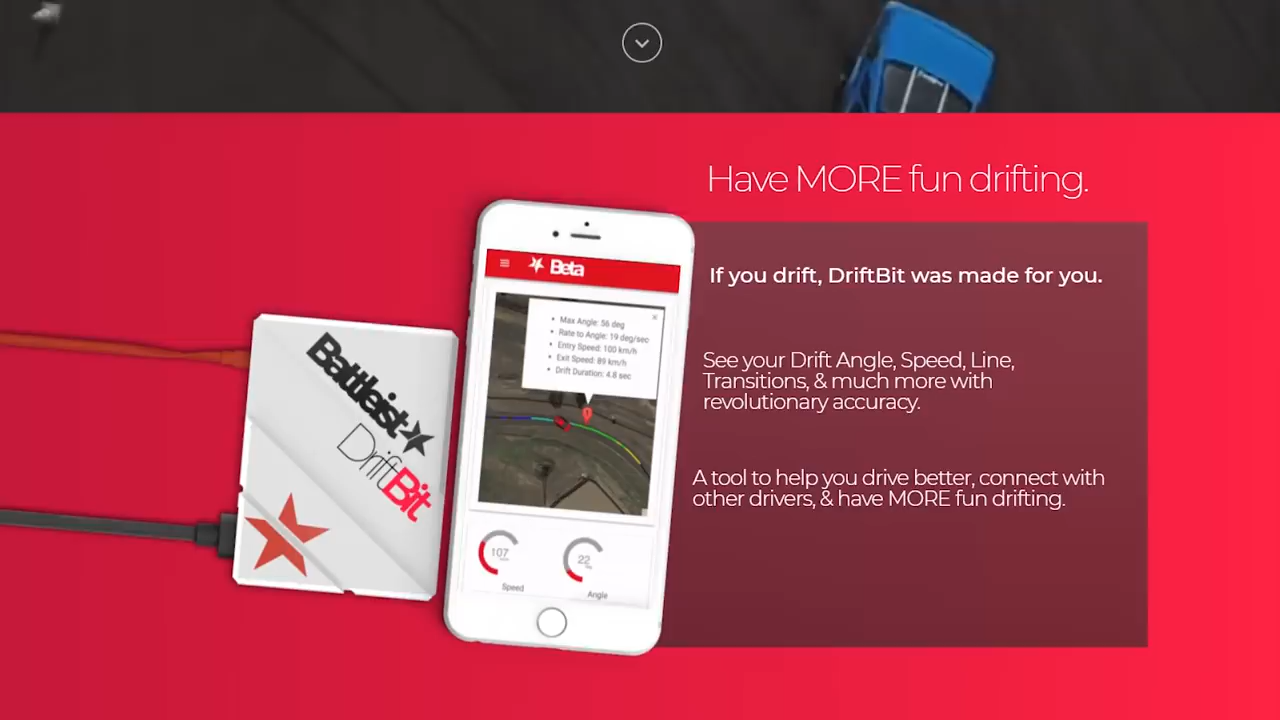 Have MORE fun drifting.
If you drift, DriftBit was made for you.
See your Drift Angle, Speed, Line,
Transitions, & much more with
revolutionary accuracy.
A tool to help you drive better, connect with
other drivers, & have MORE fun drifting.
Battleist
DriftBit
Beta
Max Angle: 56 deg
Rate to Angle: 19 deg/sec
Entry Speed: 100 km/h
Exit Speed: 89 km/h
Drift Duration: 4.8 sec
107
Speed
22
Angle